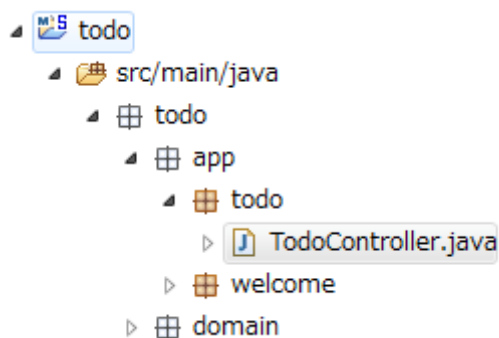 todo
src/main/java
todo
app
todo
TodoController.java
welcome
domain